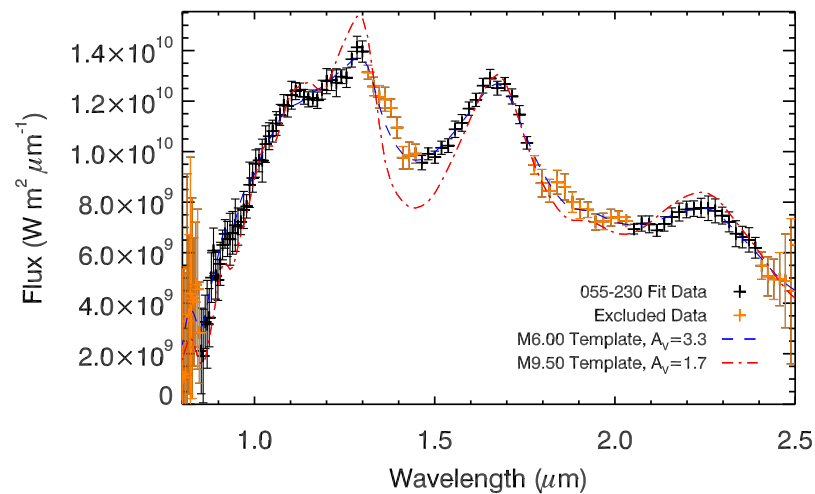 Flux (W m² μm⁻¹)
1.4×10¹⁰
1.2×10¹⁰
1.0×10¹⁰
8.0×10⁹
6.0×10⁹
4.0×10⁹
2.0×10⁹
0
055-230 Fit Data
Excluded Data
M6.00 Template, Aᵥ=3.3
M9.50 Template, Aᵥ=1.7
1.0 1.5 2.0 2.5
Wavelength (μm)